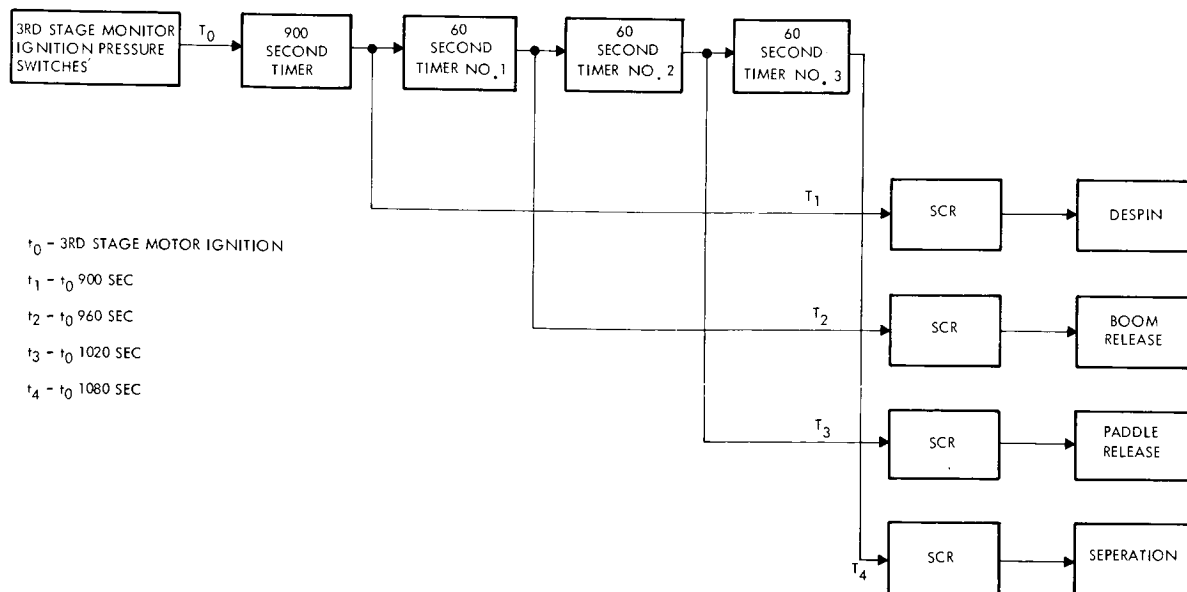 3RD STAGE MONITOR
IGNITION PRESSURE
SWITCHES'
T0
900
SECOND
TIMER
60
SECOND
TIMER NO. 1
60
SECOND
TIMER NO. 2
60
SECOND
TIMER NO. 3
T1
SCR
DESPIN
t0 - 3RD STAGE MOTOR IGNITION
t1 - t0 900 SEC
t2 - t0 960 SEC
t3 - t0 1020 SEC
t4 - t0 1080 SEC
T2
SCR
BOOM
RELEASE
T3
SCR
PADDLE
RELEASE
T4
SCR
SEPERATION